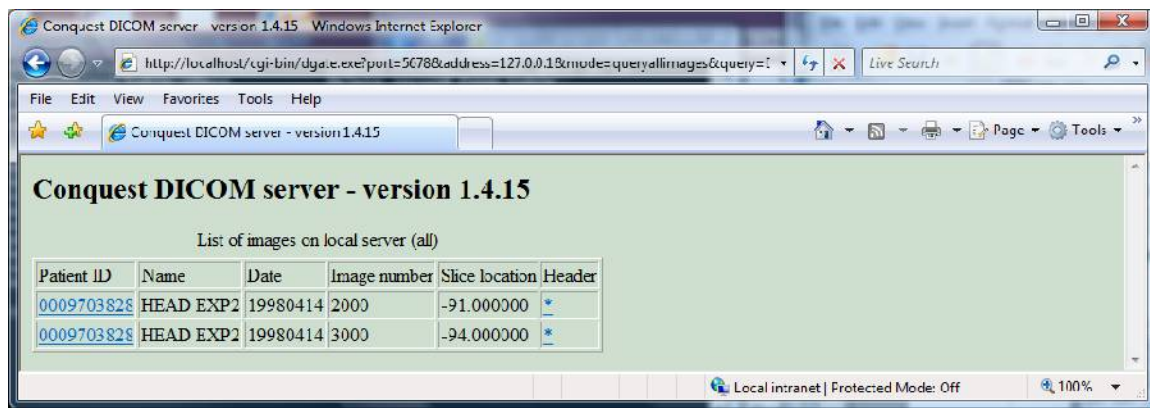 Conquest DICOM server - version 1.4.15 - Windows Internet Explorer
http://localhost/cgi-bin/dgate.exe?port=5678&address=127.0.0.1&mode=queryallimages&query=
Live Search
File Edit View Favorites Tools Help
Conquest DICOM server - version 1.4.15
Page Tools
Conquest DICOM server - version 1.4.15
List of images on local server (all)
Patient ID Name Date Image number Slice location Header
0009703828 HEAD EXP2 19980414 2000 -91.000000 *
0009703828 HEAD EXP2 19980414 3000 -94.000000 *
Local intranet | Protected Mode: Off 100%